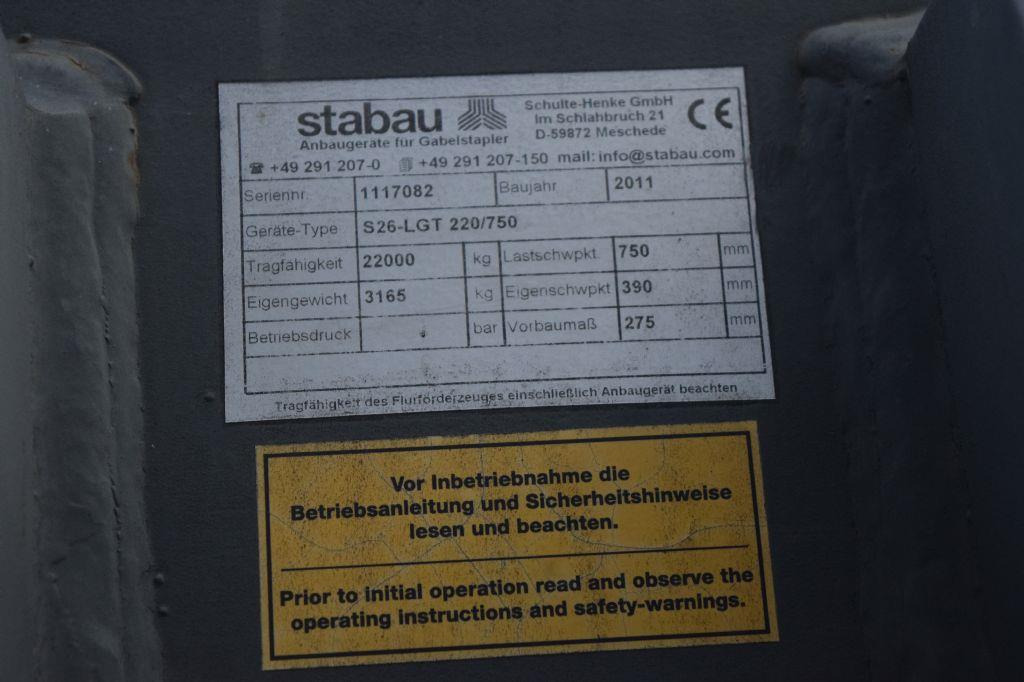 stabau
Anbaugeräte für Gabelstapler
Schulte-Henke GmbH
Im Schlahbruch 21
D-59872 Meschede
CE
☎ +49 291 207-0 +49 291 207-150 mail: info@stabau.com
Seriennr. 1117082 Baujahr 2011
Geräte-Type S26-LGT 220/750
Tragfähigkeit 22000 kg Lastschwpkt. 750 mm
Eigengewicht 3165 kg Eigenschwpkt 390 mm
Betriebsdruck bar Vorbaumaß 275 mm
Tragfähigkeit des Flurförderzeuges einschließlich Anbaugerät beachten
Vor Inbetriebnahme die
Betriebsanleitung und Sicherheitshinweise
lesen und beachten.
Prior to initial operation read and observe the
operating instructions and safety-warnings.